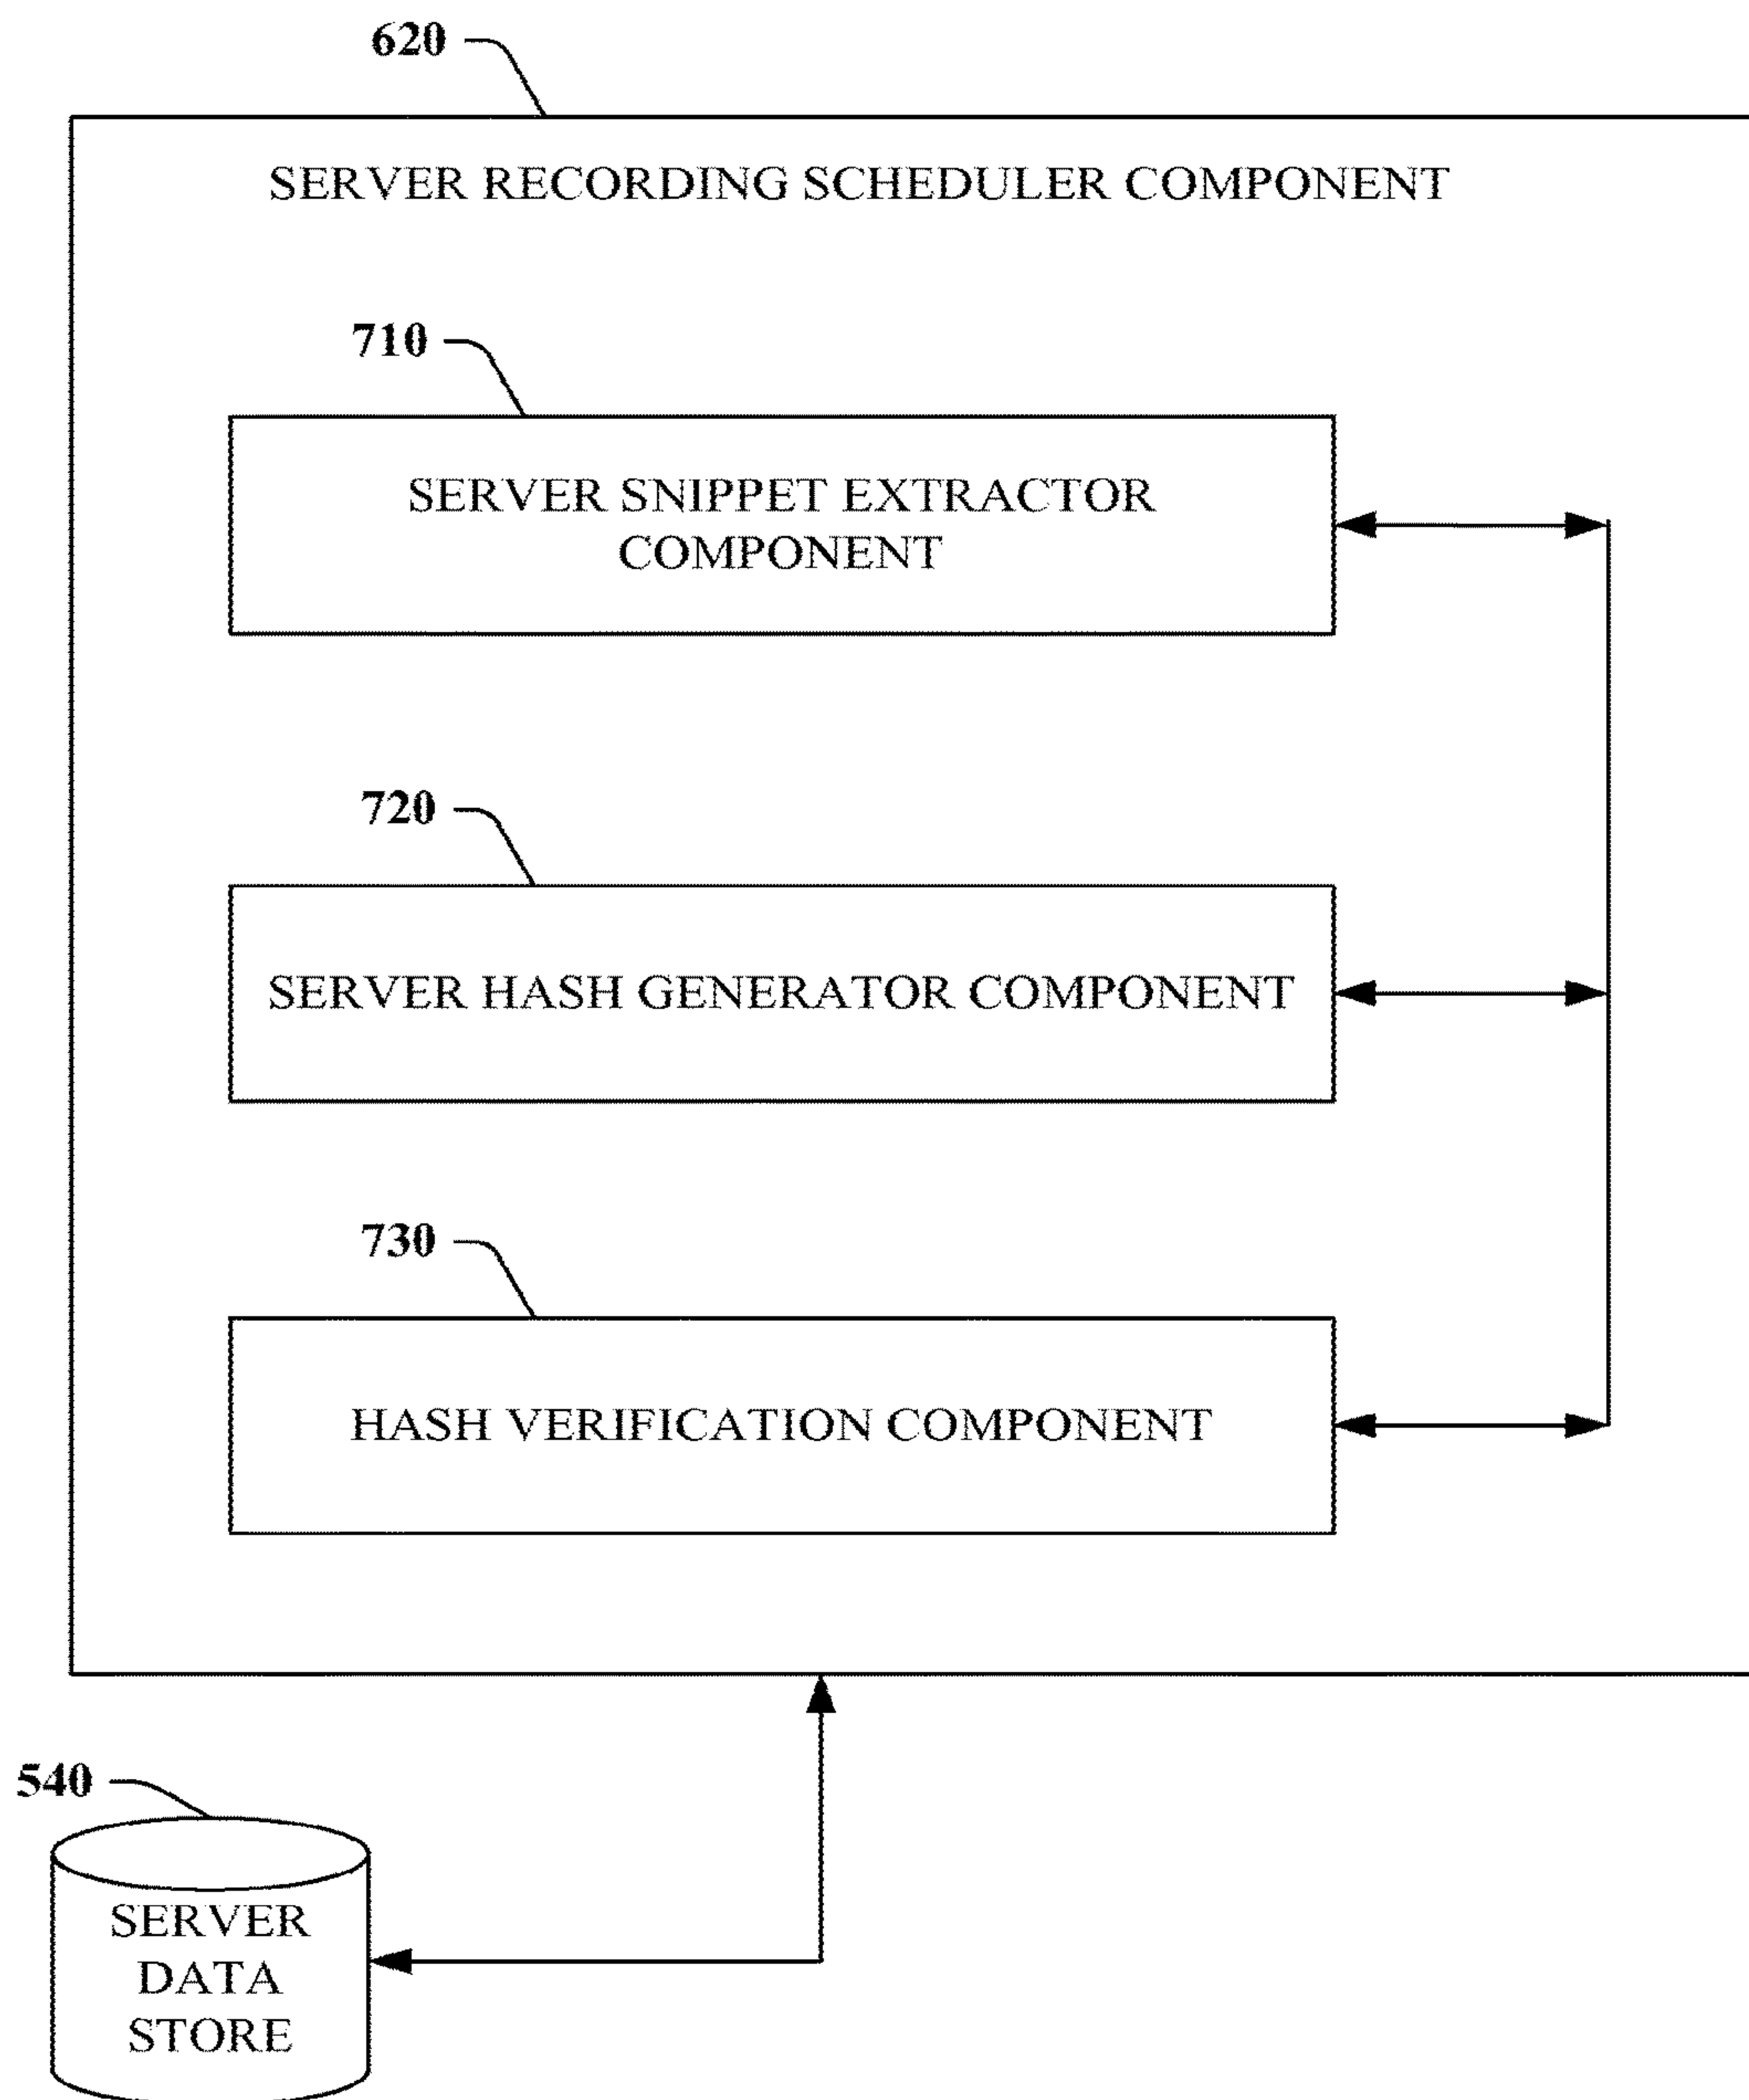 620
SERVER RECORDING SCHEDULER COMPONENT
710
SERVER SNIPPET EXTRACTOR
COMPONENT
720
SERVER HASH GENERATOR COMPONENT
730
HASH VERIFICATION COMPONENT
540
SERVER
DATA
STORE